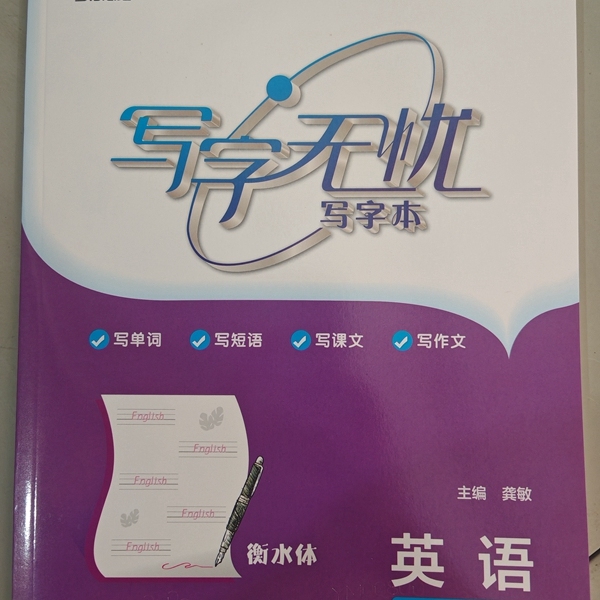 写字无忧
写字本
写单词 写短语 写课文 写作文
English
English
English
English
English
主编 龚敏
衡水体
英语